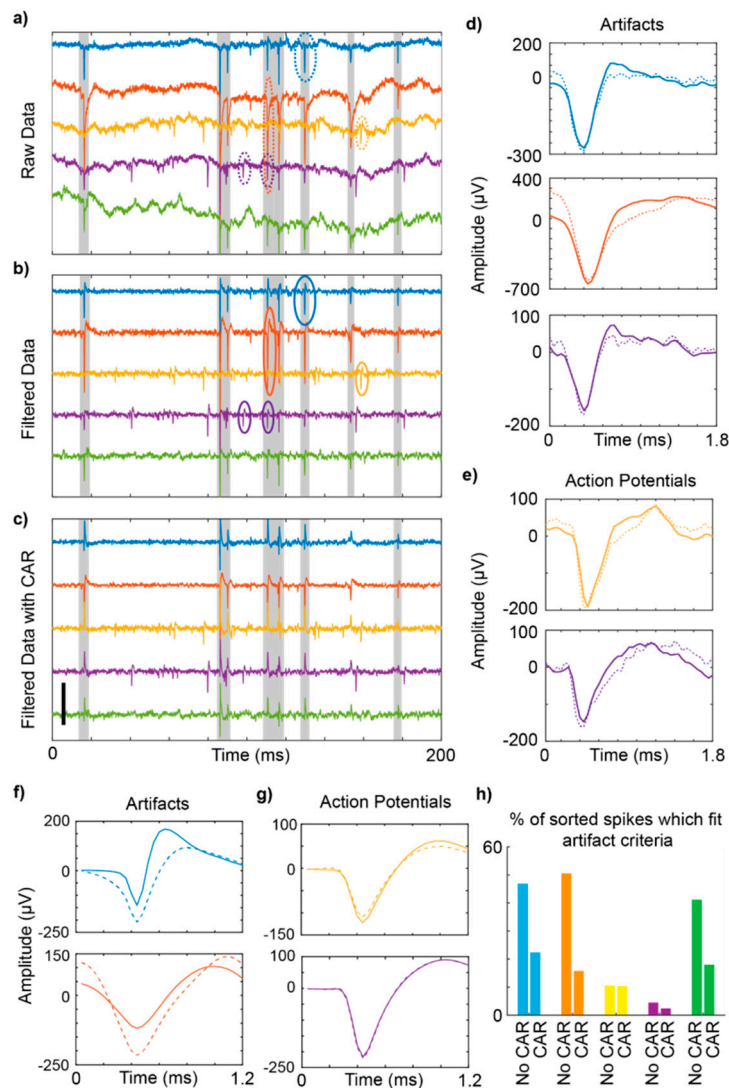 a)
Raw Data
b)
Filtered Data
c)
Filtered Data with CAR
0
Time (ms)
200
d)
Artifacts
Amplitude (µV)
200
0
-300
400
0
-700
100
0
-200
0
Time (ms)
1.8
e)
Action Potentials
Amplitude (µV)
100
0
-200
100
0
-200
0
Time (ms)
1.8
f)
Artifacts
Amplitude (µV)
200
0
-250
150
0
-250
0
Time (ms)
1.2
g)
Action Potentials
100
0
-150
100
0
-250
0
Time (ms)
1.2
h)
% of sorted spikes which fit
artifact criteria
60
0
No CAR
CAR
No CAR
CAR
No CAR
CAR
No CAR
CAR
No CAR
CAR